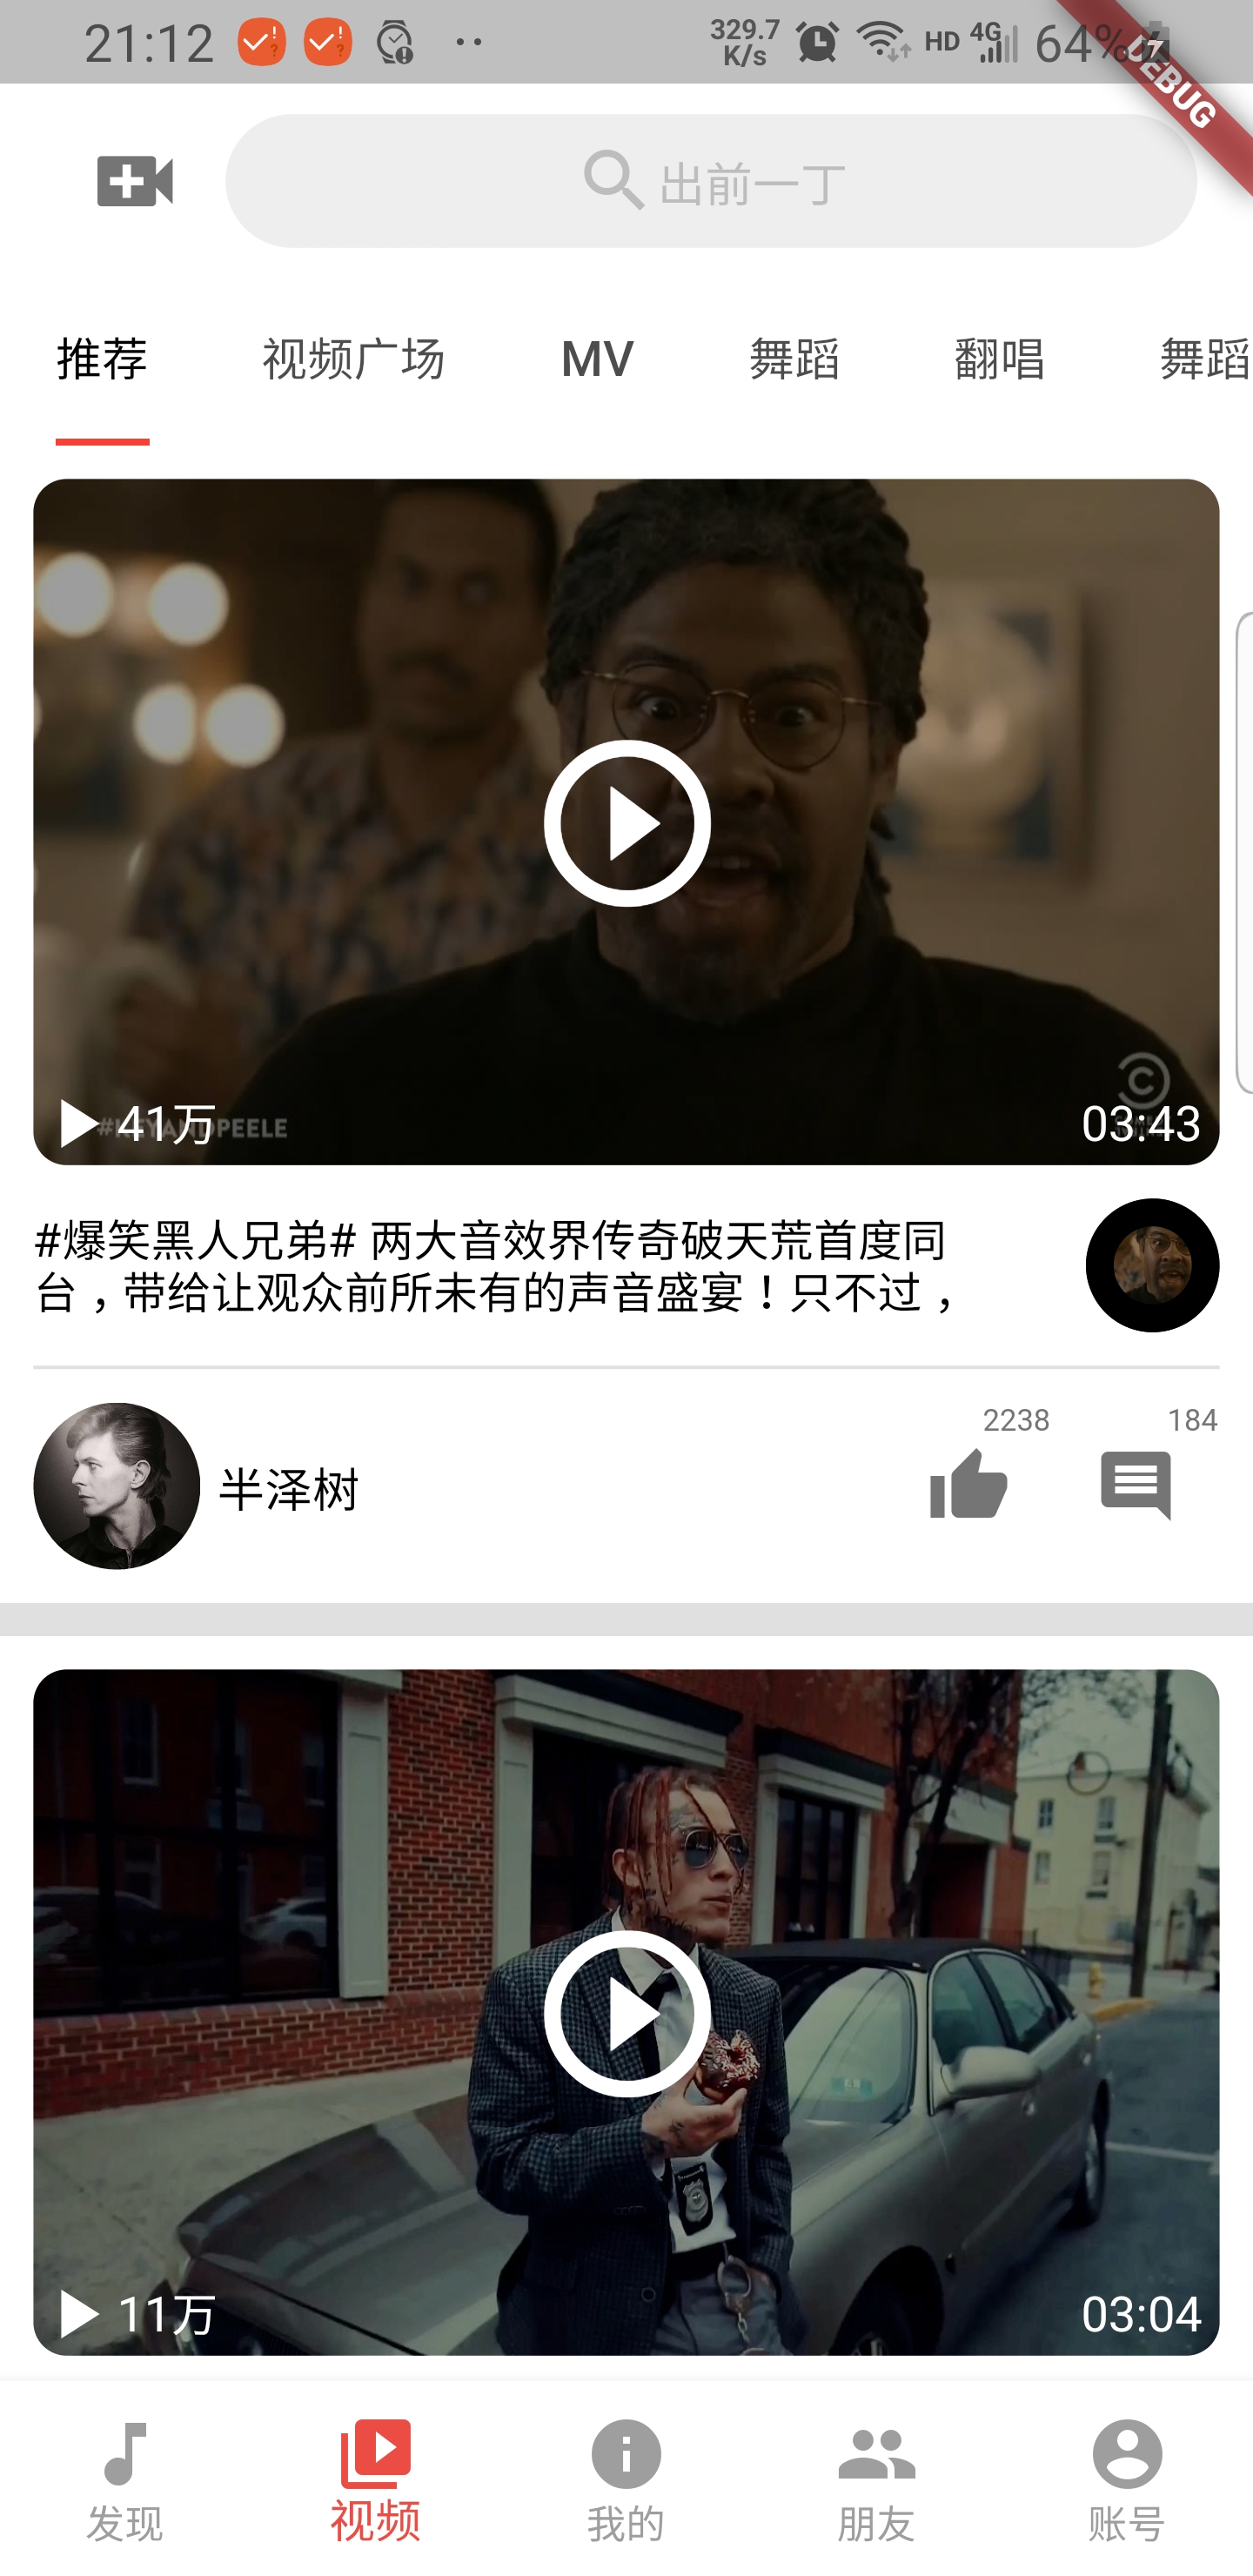 21:12
329.7
K/s
HD
4G
64%
DEBUG
出前一丁
推荐
视频广场
MV
舞蹈
翻唱
舞蹈
#KEYANDPEELE
41万
03:43
#爆笑黑人兄弟# 两大音效界传奇破天荒首度同
台，带给让观众前所未有的声音盛宴！只不过，
半泽树
2238
184
11万
03:04
发现
视频
我的
朋友
账号